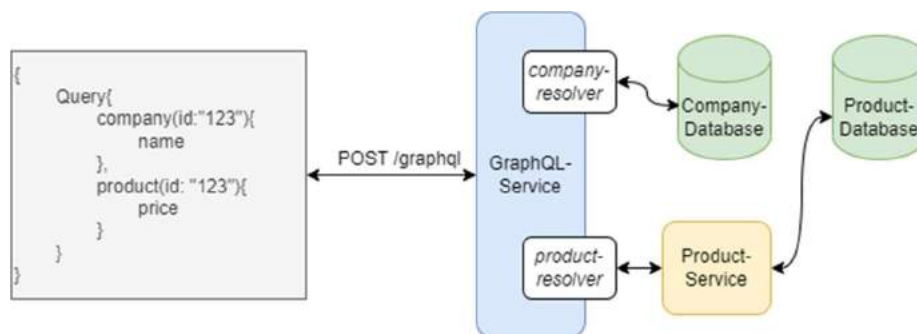 {
Query{
company(id:"123"){
name
},
product(id: "123"){
price
}
}
}
POST /graphql
GraphQL-
Service
company-
resolver
product-
resolver
Company-
Database
Product-
Database
Product-
Service